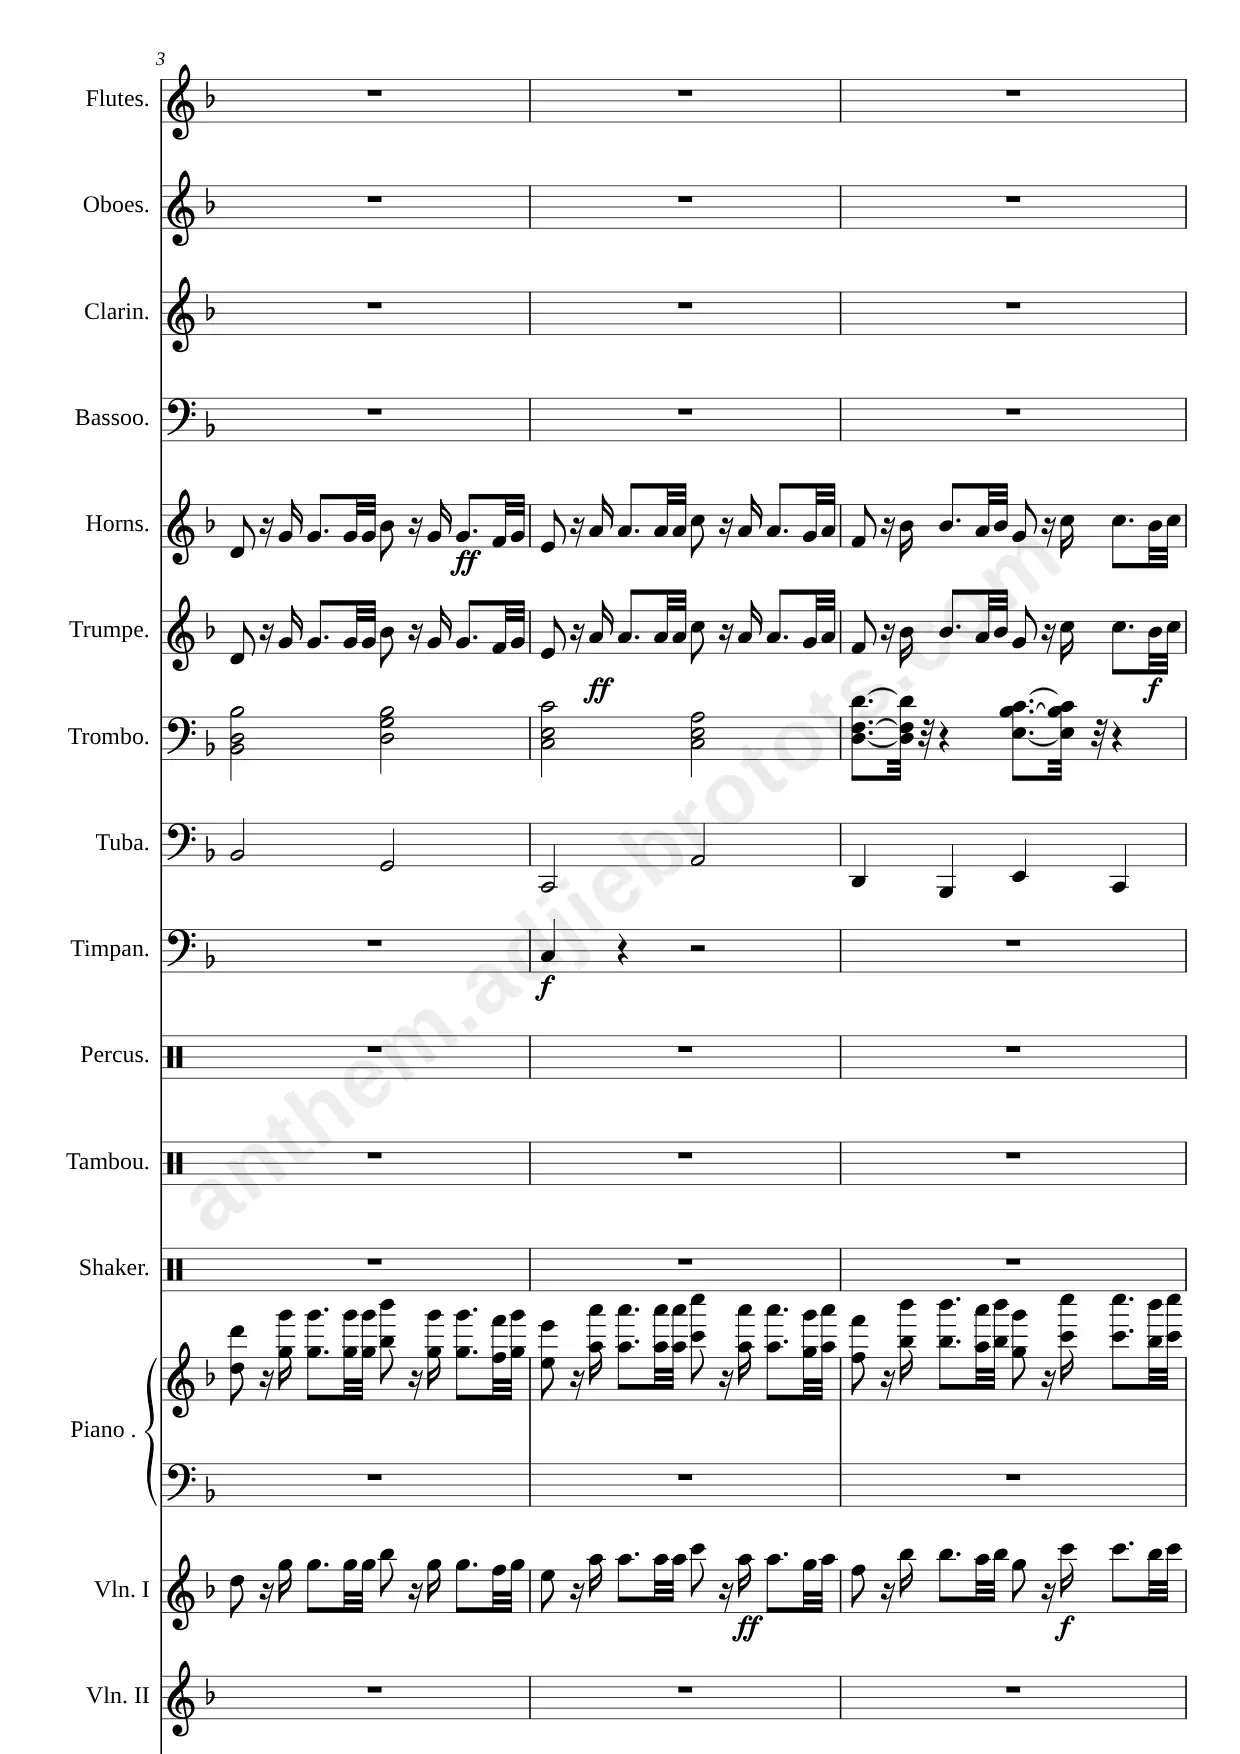 3
Flutes.
Oboes.
Clarin.
Bassoo.
Horns.
ff
Trumpe.
ff
f
Trombo.
Tuba.
Timpan.
f
Percus.
Tambou.
Shaker.
Piano .
Vln. I
ff
f
Vln. II
anthem.adjiebrotots.com